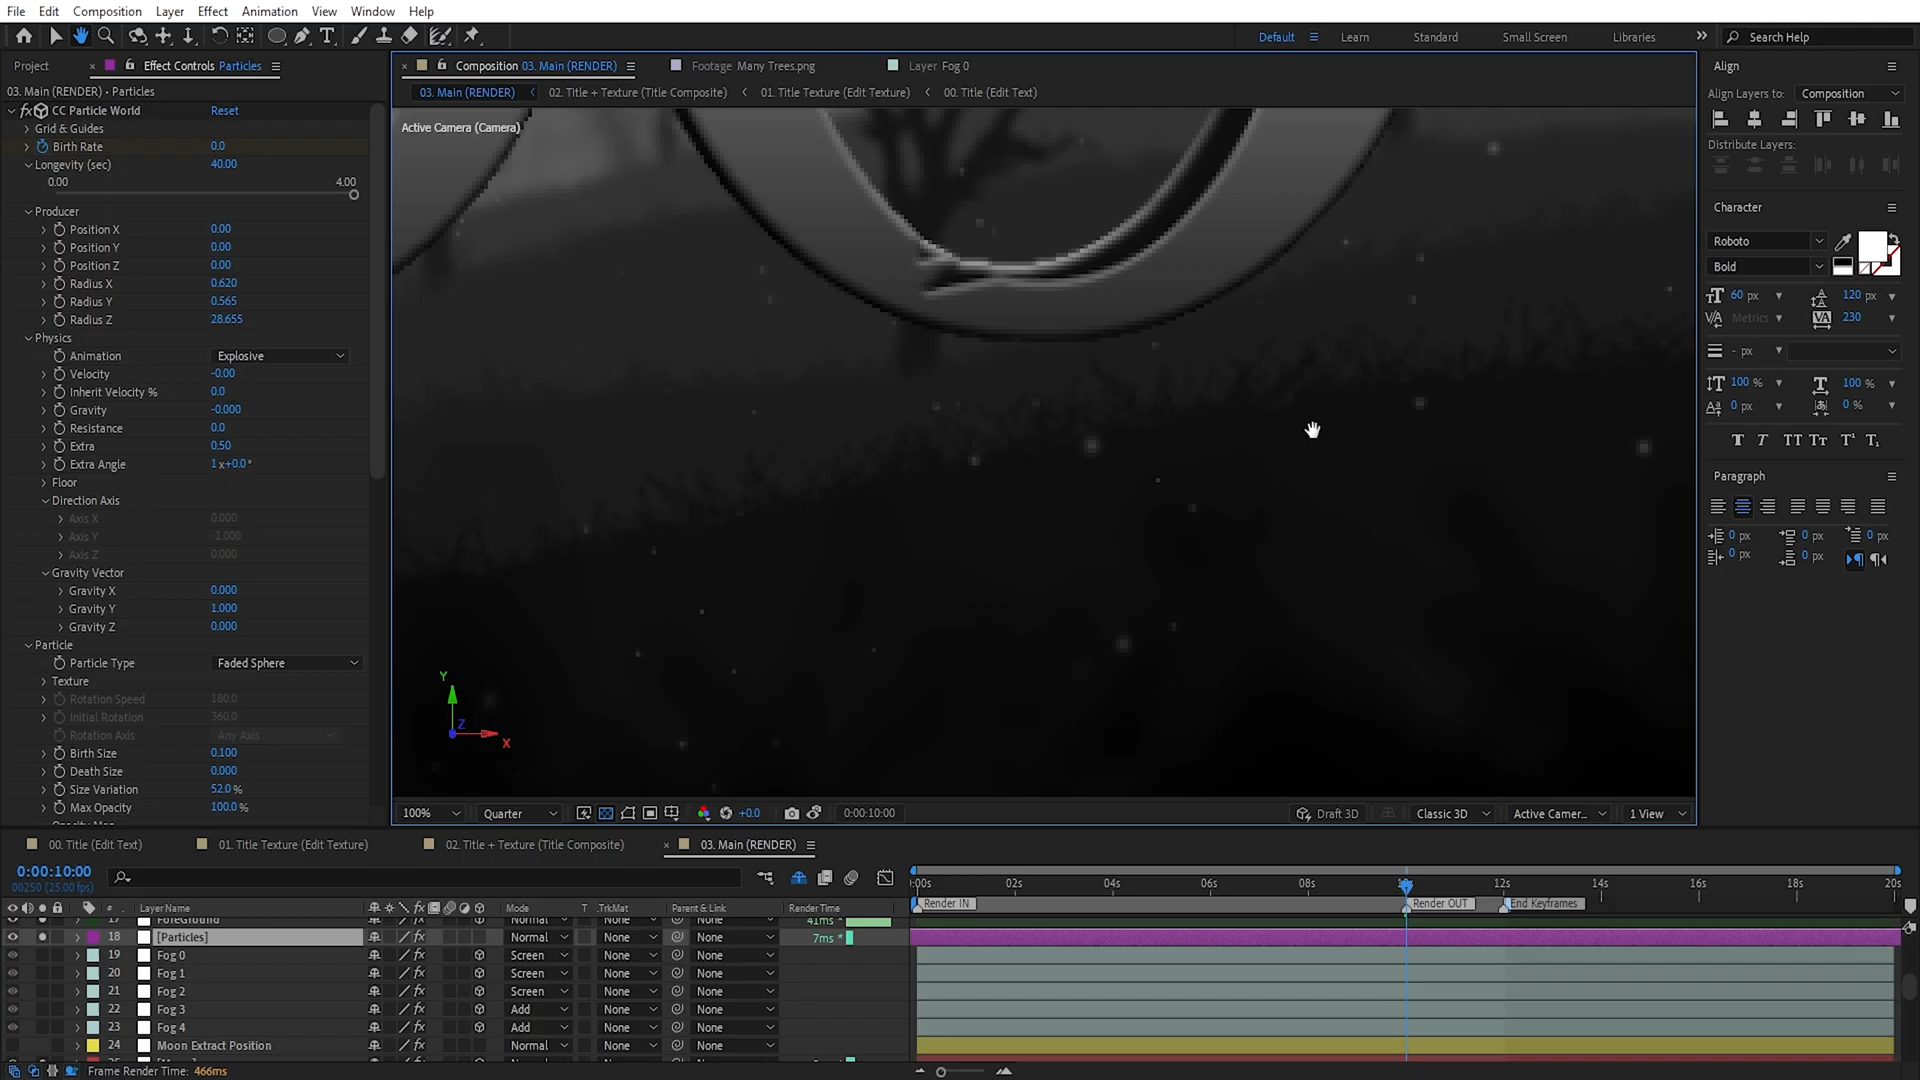 File Edit Composition Layer Effect Animation View Window Help
Default Learn Standard Small Screen Libraries Search Help
Project Effect Controls Particles
03. Main (RENDER) • Particles
CC Particle World Reset
Grid & Guides
Birth Rate 0.0
Longevity (sec) 40.00
0.00 4.00
Producer
Position X 0.00
Position Y 0.00
Position Z 0.00
Radius X 0.620
Radius Y 0.565
Radius Z 28.655
Physics
Animation Explosive
Velocity -0.00
Inherit Velocity % 0.0
Gravity -0.000
Resistance 0.0
Extra 0.50
Extra Angle 1x+0.0°
Floor
Direction Axis
Axis X 0.000
Axis Y -1.000
Axis Z 0.000
Gravity Vector
Gravity X 0.000
Gravity Y 1.000
Gravity Z 0.000
Particle
Particle Type Faded Sphere
Texture
Rotation Speed 180.0
Initial Rotation 360.0
Rotation Axis Any Axis
Birth Size 0.100
Death Size 0.000
Size Variation 52.0 %
Max Opacity 100.0 %
Composition 03. Main (RENDER) Footage Many Trees.png Layer Fog 0
03. Main (RENDER) 02. Title + Texture (Title Composite) 01. Title Texture (Edit Texture) 00. Title (Edit Text)
Active Camera (Camera)
Y
Z
X
100% Quarter +0.0 0:00:10:00 Draft 3D Classic 3D Active Camer... 1 View
Align
Align Layers to: Composition
Distribute Layers:
Character
Roboto
Bold
60 px 120 px
Metrics 230
- px
100 % 100 %
0 px 0 %
Paragraph
0 px 0 px 0 px
0 px 0 px
00. Title (Edit Text) 01. Title Texture (Edit Texture) 02. Title + Texture (Title Composite) 03. Main (RENDER)
0:00:10:00
00250 (25.00 fps)
:00s 02s 04s 06s 08s 12s 14s 16s 18s 20s
Render IN Render OUT End Keyframes
# Layer Name Mode T .TrkMat Parent & Link Render Time
17 ForeGround Normal None None 41ms *
18 [Particles] Normal None None 7ms *
19 Fog 0 Screen None None
20 Fog 1 Screen None None
21 Fog 2 Screen None None
22 Fog 3 Add None None
23 Fog 4 Add None None
24 Moon Extract Position Normal None None
Frame Render Time: 466ms